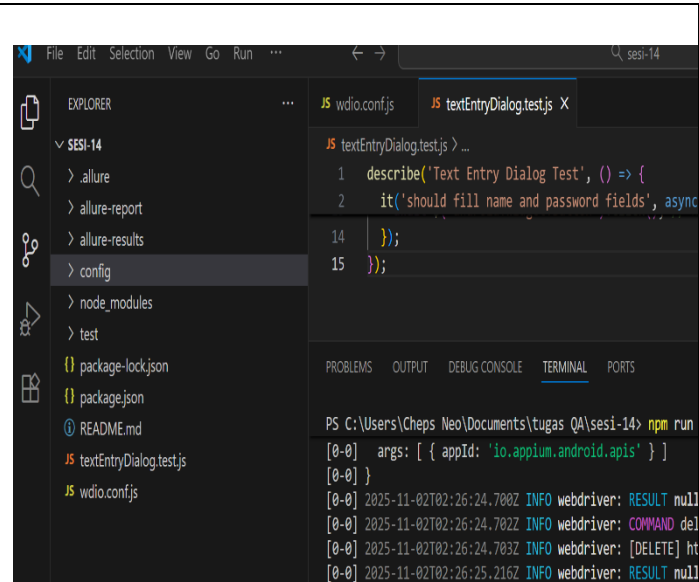 File Edit Selection View Go Run ··· ← → sesi-14
EXPLORER ···
SESI-14
.allure
allure-report
allure-results
config
node_modules
test
{} package-lock.json
{} package.json
README.md
JS textEntryDialog.test.js
JS wdio.conf.js
JS wdio.conf.js JS textEntryDialog.test.js X
JS textEntryDialog.test.js > ...
1 describe('Text Entry Dialog Test', () => {
2 it('should fill name and password fields', async
14 });
15 });
PROBLEMS OUTPUT DEBUG CONSOLE TERMINAL PORTS
PS C:\Users\Cheps Neo\Documents\tugas QA\sesi-14> npm run
[0-0] args: [ { appId: 'io.appium.android.apis' } ]
[0-0] }
[0-0] 2025-11-02T02:26:24.700Z INFO webdriver: RESULT null
[0-0] 2025-11-02T02:26:24.702Z INFO webdriver: COMMAND del
[0-0] 2025-11-02T02:26:24.703Z INFO webdriver: [DELETE] ht
[0-0] 2025-11-02T02:26:25.216Z INFO webdriver: RESULT null